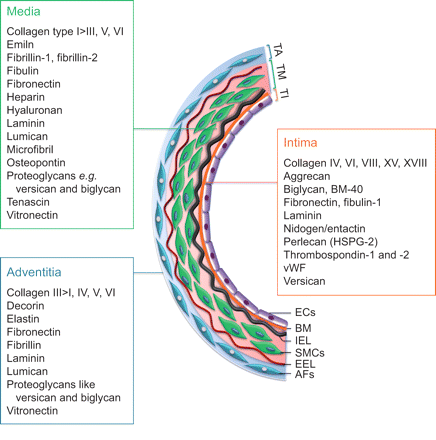 Media
Collagen type I>III, V, VI
Emiln
Fibrillin-1, fibrillin-2
Fibulin
Fibronectin
Heparin
Hyaluronan
Laminin
Lumican
Microfibril
Osteopontin
Proteoglycans e.g.
versican and biglycan
Tenascin
Vitronectin
Adventitia
Collagen III>I, IV, V, VI
Decorin
Elastin
Fibronectin
Fibrillin
Laminin
Lumican
Proteoglycans like
versican and biglycan
Vitronectin
TA
TM
TI
Intima
Collagen IV, VI, VIII, XV, XVIII
Aggrecan
Biglycan, BM-40
Fibronectin, fibulin-1
Laminin
Nidogen/entactin
Perlecan (HSPG-2)
Thrombospondin-1 and -2
vWF
Versican
ECs
BM
IEL
SMCs
EEL
AFs